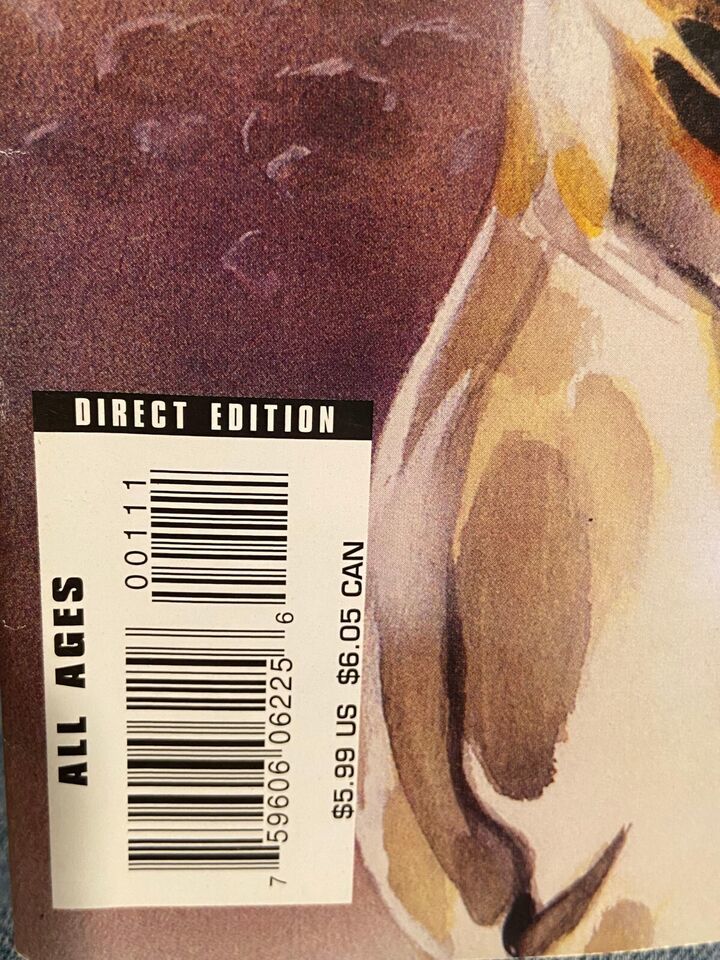 DIRECT EDITION
ALL AGES
00111
7 59606 06225 6
$5.99 US $6.05 CAN